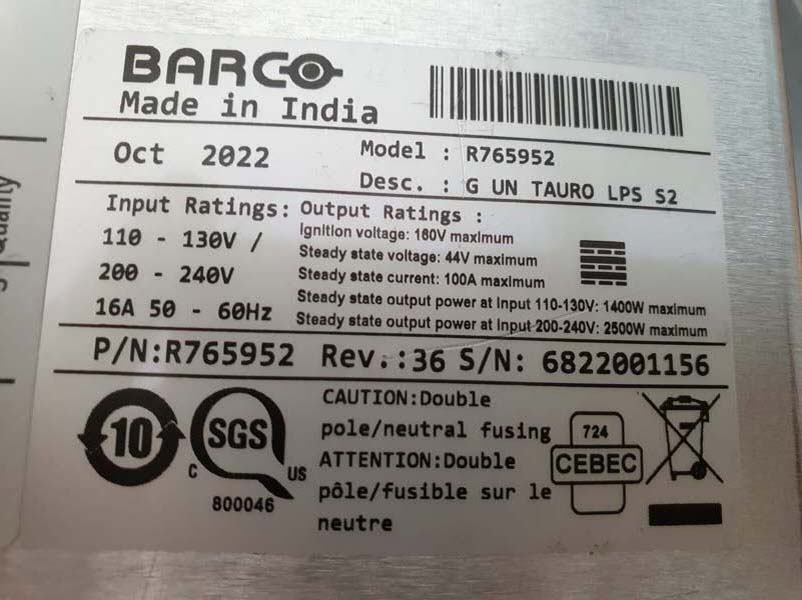 BARCO
Made in India
Oct 2022
Model : R765952
Desc. : G UN TAURO LPS S2
Input Ratings:
110 - 130V /
200 - 240V
16A 50 - 60Hz
Output Ratings :
Ignition voltage: 160V maximum
Steady state voltage: 44V maximum
Steady state current: 100A maximum
Steady state output power at Input 110-130V: 1400W maximum
Steady state output power at Input 200-240V: 2500W maximum
P/N:R765952 Rev.:36 S/N: 6822001156
10
SGS
C US
800046
CAUTION:Double
pole/neutral fusing
ATTENTION:Double
pôle/fusible sur le
neutre
724
CEBEC
Quality